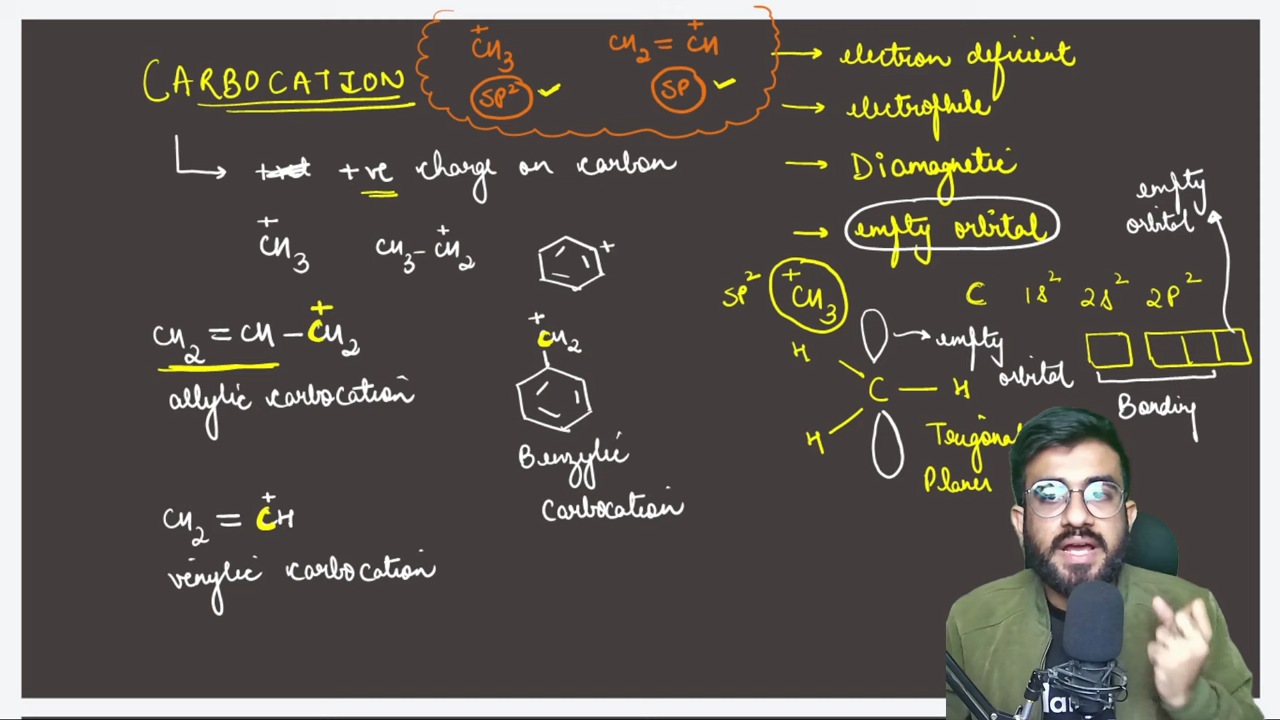 CARBOCATION
+CH3
CH2 = +CH
SP²
SP
+ve charge on carbon
+CH3
CH3 - +CH2
+
CH2 = CH - +CH2
allylic carbocation
+CH2
Benzylic
Carbocation
CH2 = +CH
vinylic carbocation
→ electron deficient
→ electrophile
→ Diamagnetic
→ empty orbital
empty
orbital
SP²
+CH3
C 1s² 2s² 2p²
H
C - H
H
→ empty
orbital
Bonding
Planer